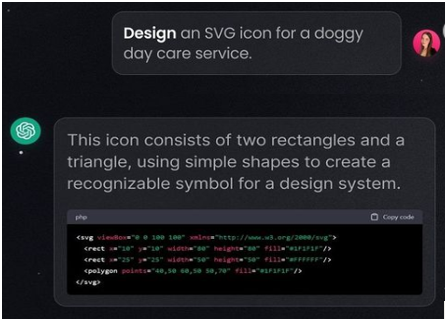 Design an SVG icon for a doggy
day care service.
This icon consists of two rectangles and a
triangle, using simple shapes to create a
recognizable symbol for a design system.
php Copy code
<svg viewBox="0 0 100 100" xmlns="http://www.w3.org/2000/svg">
<rect x="10" y="10" width="80" height="80" fill="#1F1F1F"/>
<rect x="25" y="25" width="50" height="50" fill="#FFFFFF"/>
<polygon points="40,50 60,50 50,70" fill="#1F1F1F"/>
</svg>